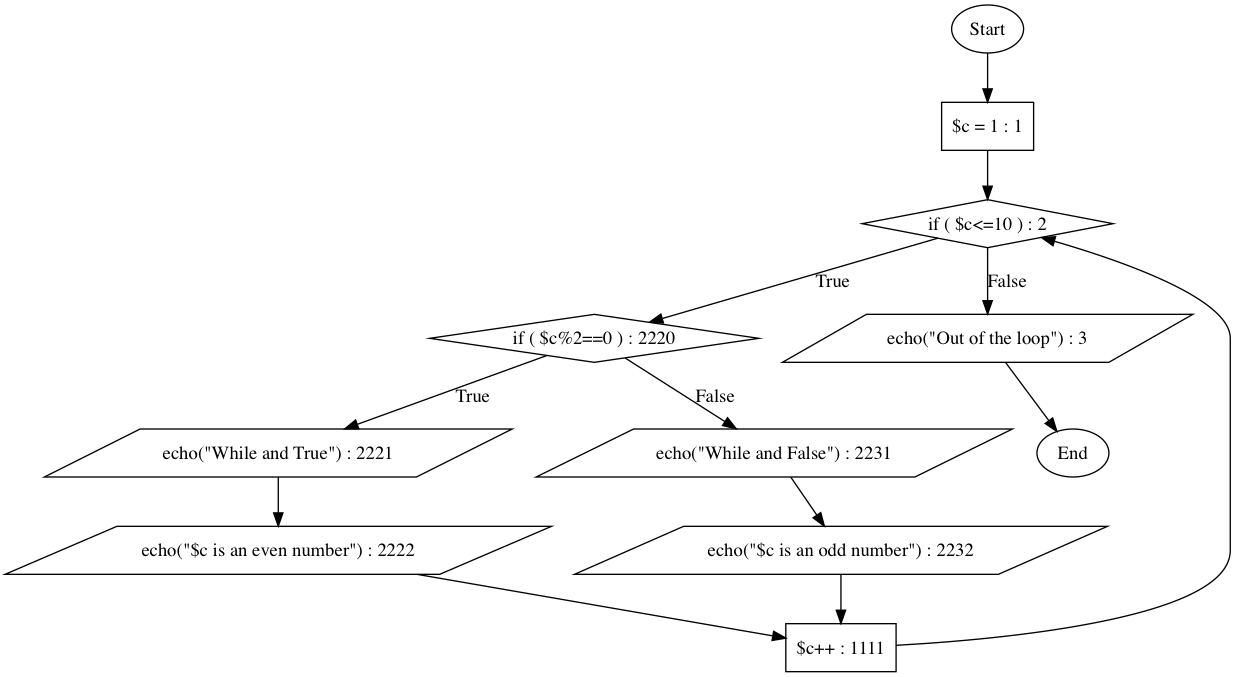 Start
$c = 1 : 1
if ( $c<=10 ) : 2
True
False
if ( $c%2==0 ) : 2220
echo("Out of the loop") : 3
True
False
echo("While and True") : 2221
echo("While and False") : 2231
End
echo("$c is an even number") : 2222
echo("$c is an odd number") : 2232
$c++ : 1111